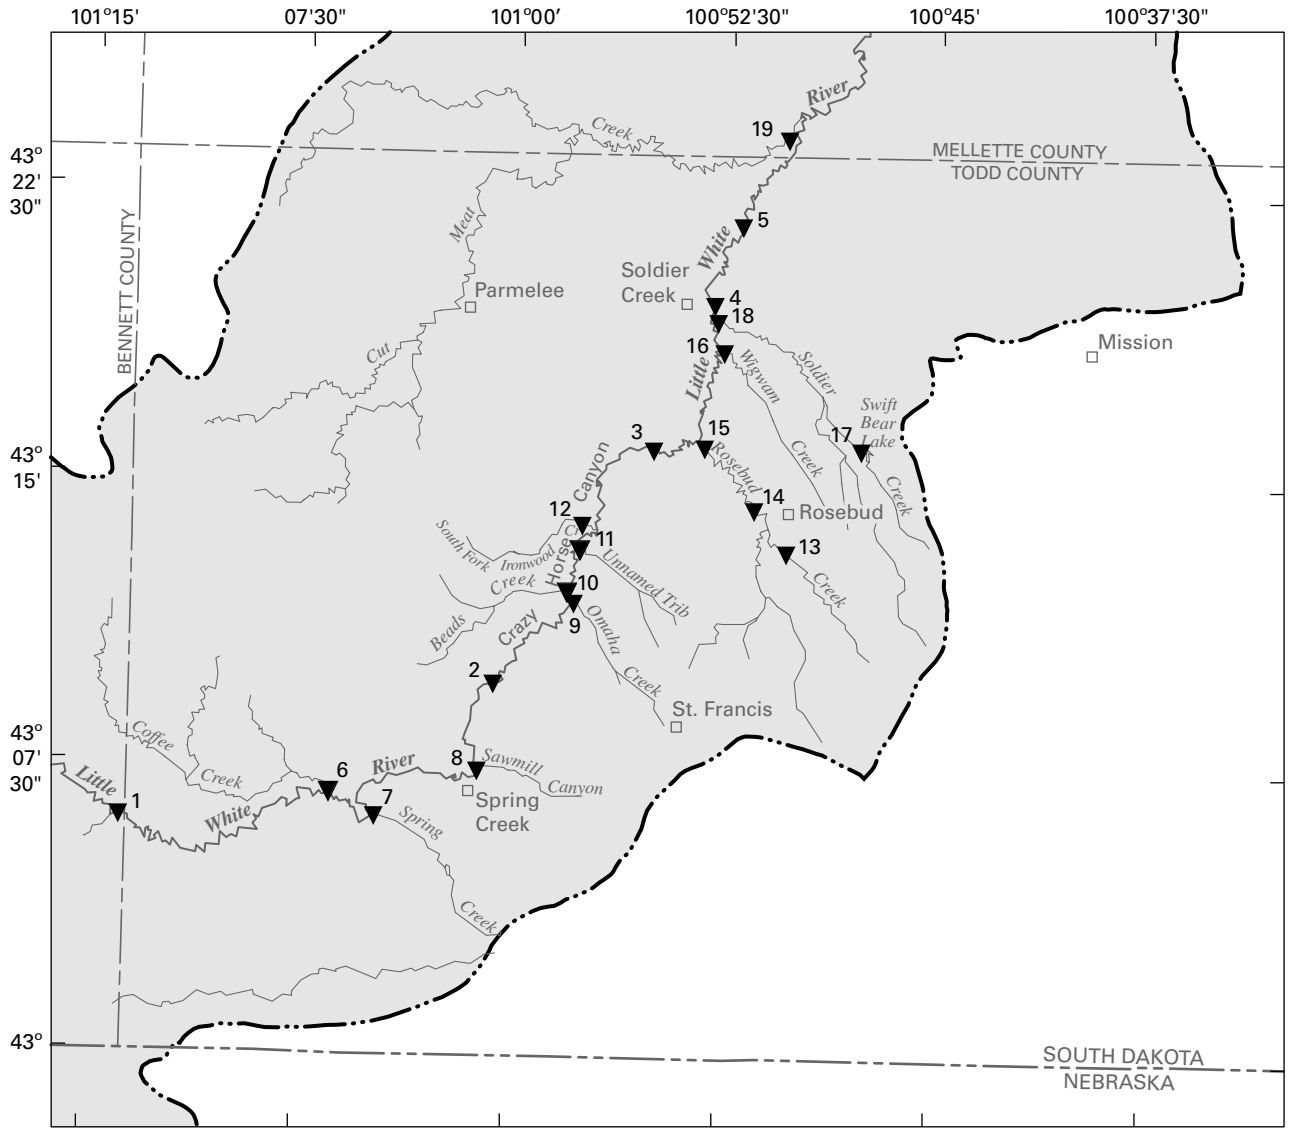 101°15" 07'30" 101°00" 100°52'30" 100°45" 100°37'30"
River
Creek
19
43°
22'
30"
MELLETTE COUNTY
TODD COUNTY
BENNETT COUNTY
Meat
5
White
Soldier
Creek
Parmelee
4
18
Mission
16
Cut
Wigwam
Soldier
Little
Swift
Bear
Lake
17
15
3
43°
15'
Canyon
Rosebud
Creek
Creek
14
Rosebud
12
Cr
11
13
South Fork
Ironwood
Horse
Unnamed Trib
Creek
10
Creek
9
Beads
Crazy
Omaha
2
Creek
St. Francis
43°
07'
30"
Coffee
Creek
Little
1
6
River
8
Sawmill
Canyon
7
Spring
Creek
White
Spring
Creek
43°
SOUTH DAKOTA
NEBRASKA